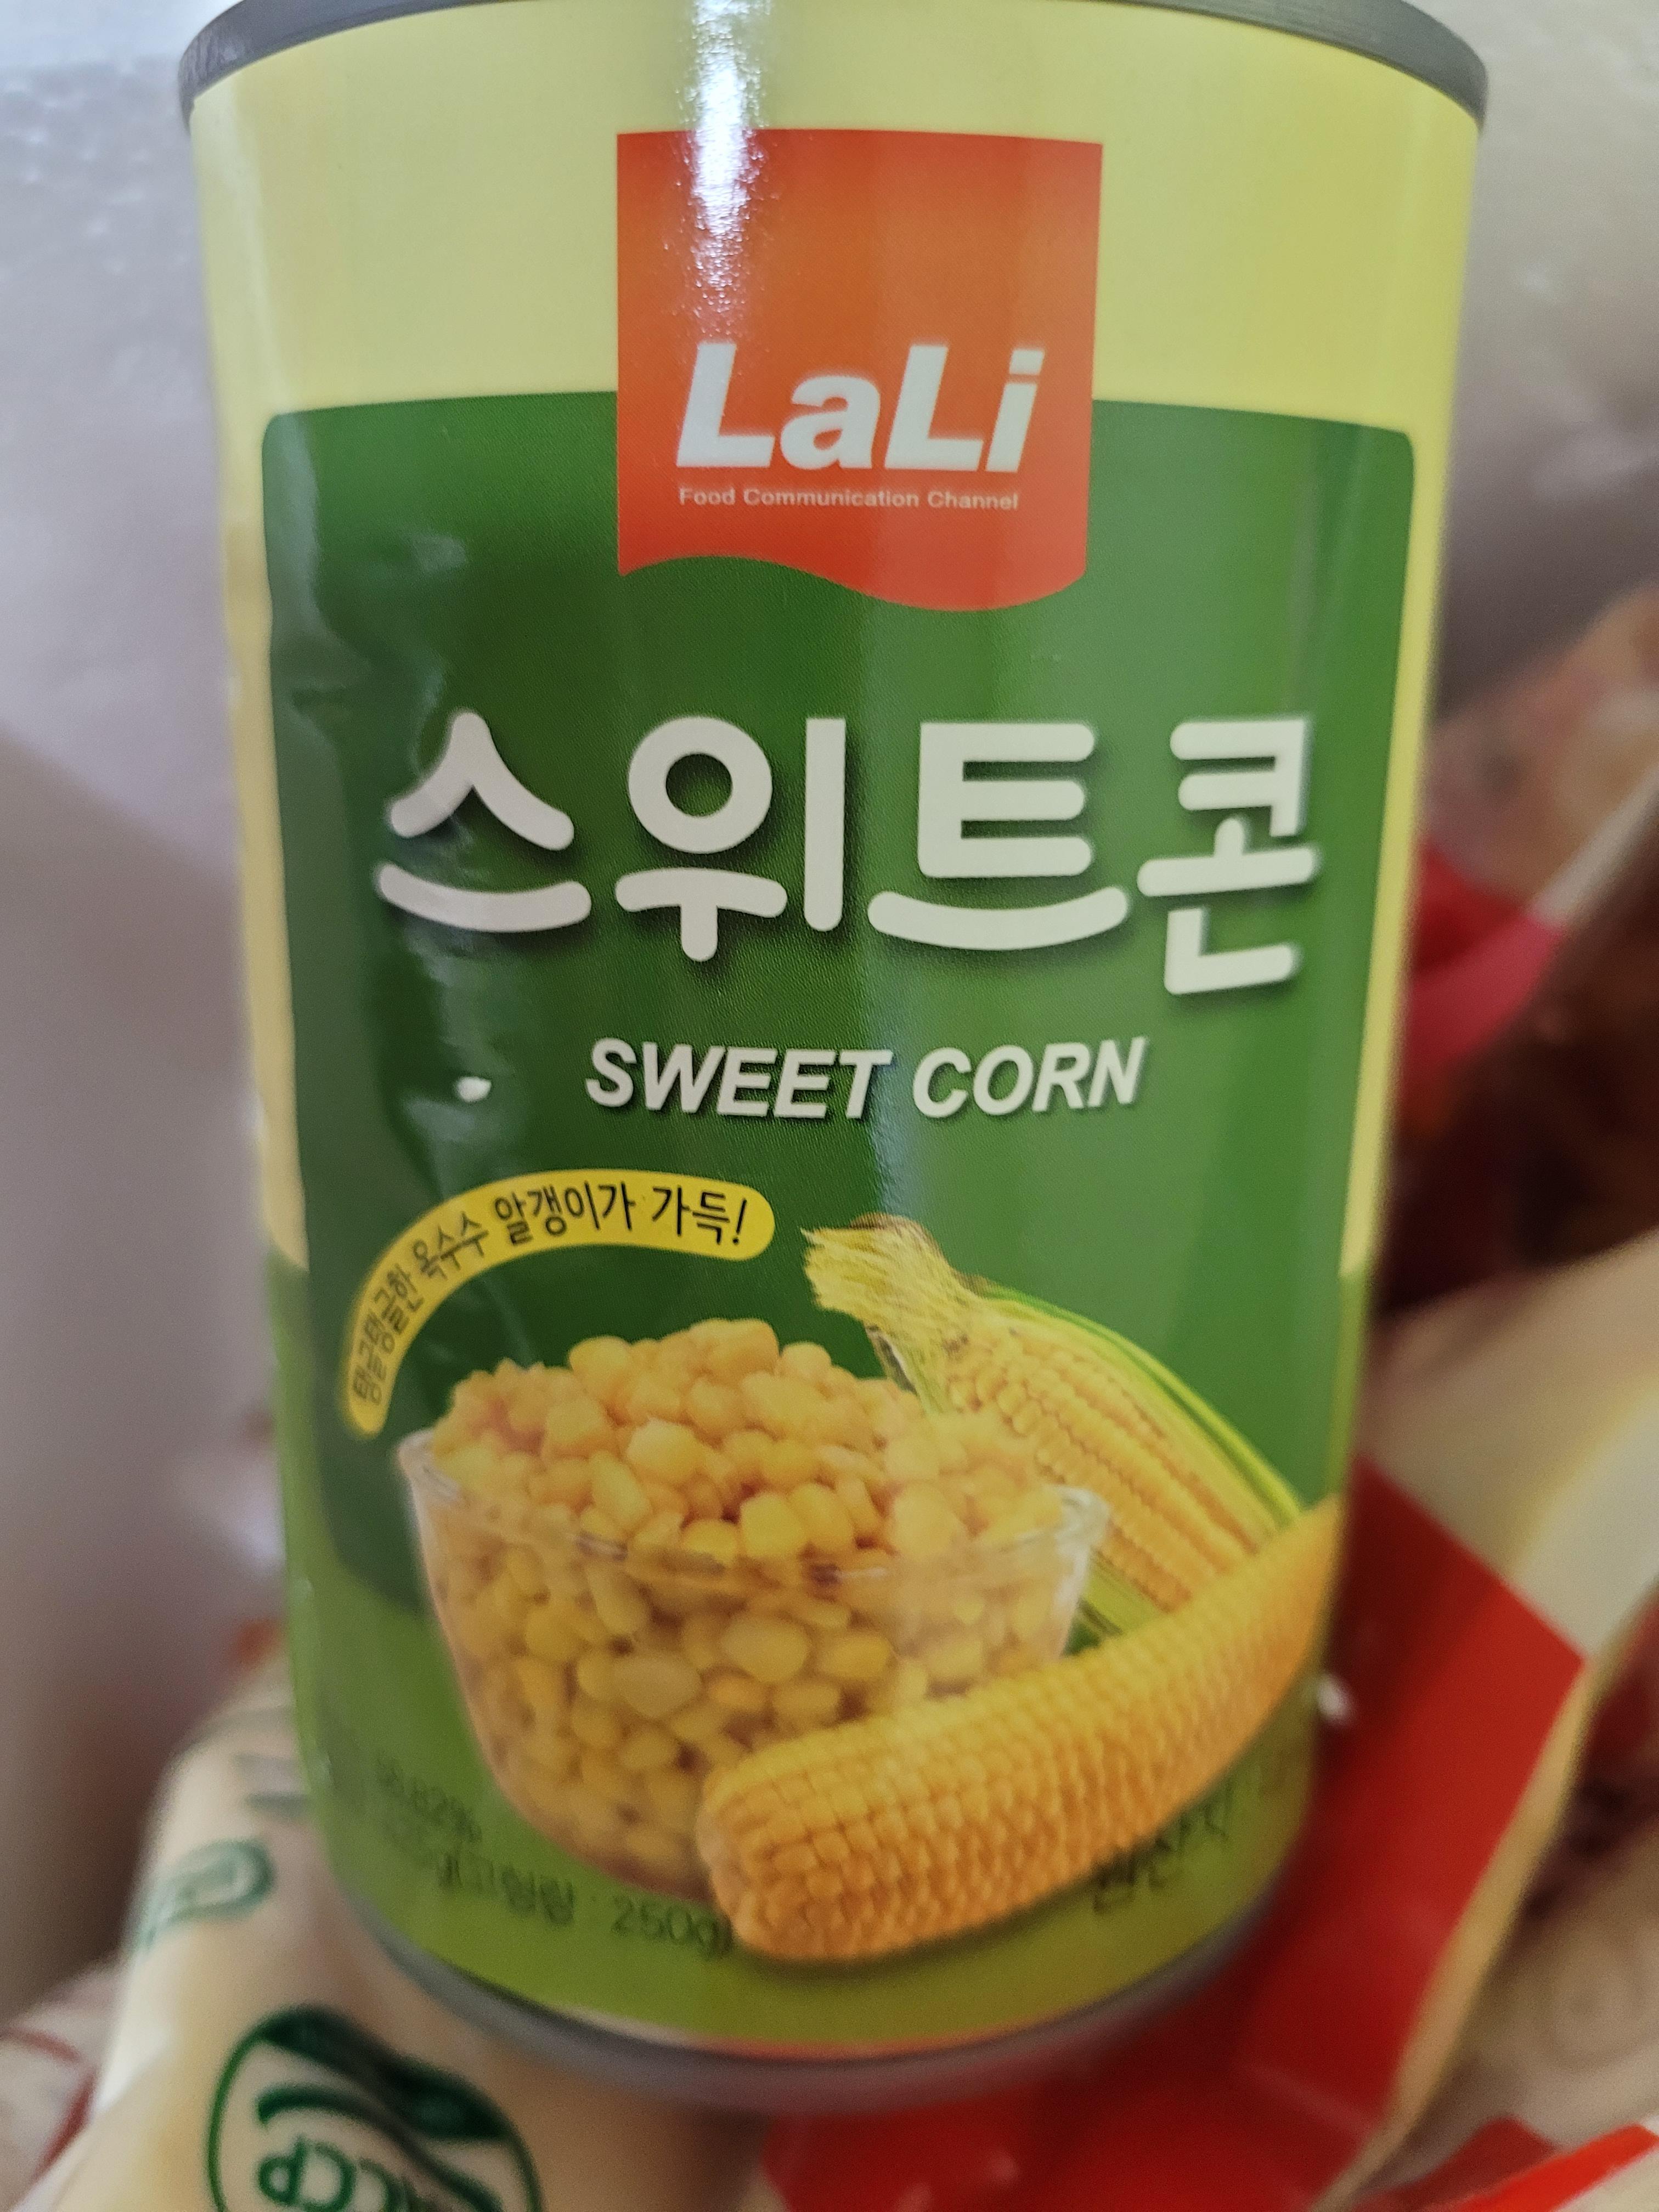 LaLi
Food Communication Channel
스위트콘
SWEET CORN
탱글탱글한 옥수수 알갱이가 가득!
250g